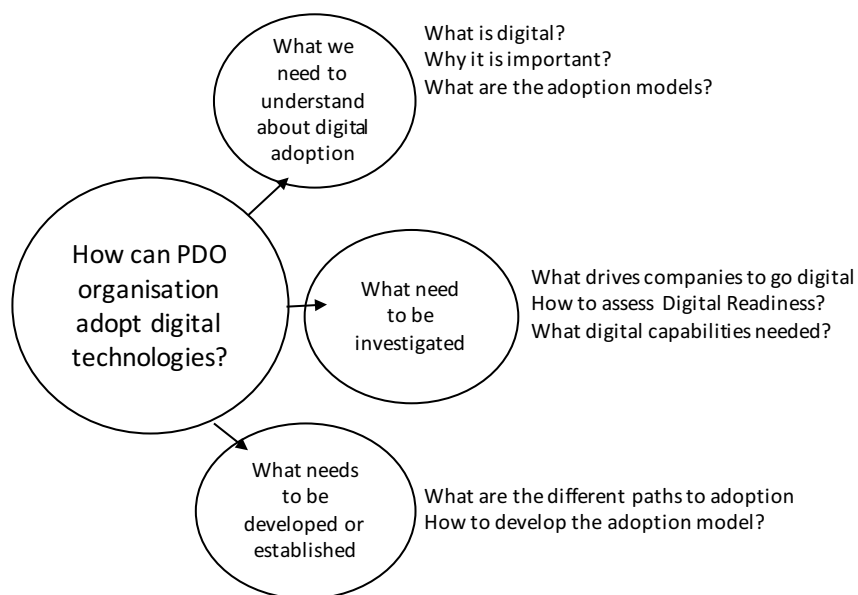 What we
need to
understand
about digital
adoption
What is digital?
Why it is important?
What are the adoption models?
How can PDO
organisation
adopt digital
technologies?
What need
to be
investigated
What drives companies to go digital
How to assess Digital Readiness?
What digital capabilities needed?
What needs
to be
developed or
established
What are the different paths to adoption
How to develop the adoption model?